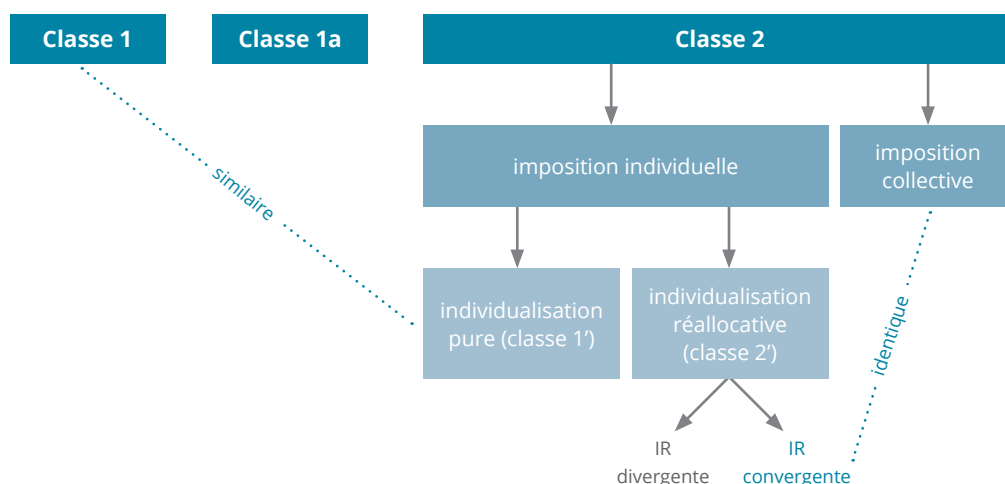 Classe 1
Classe 1a
Classe 2
imposition individuelle
imposition
collective
similaire
individualisation
pure (classe 1’)
individualisation
réallocative
(classe 2’)
identique
IR
divergente
IR
convergente